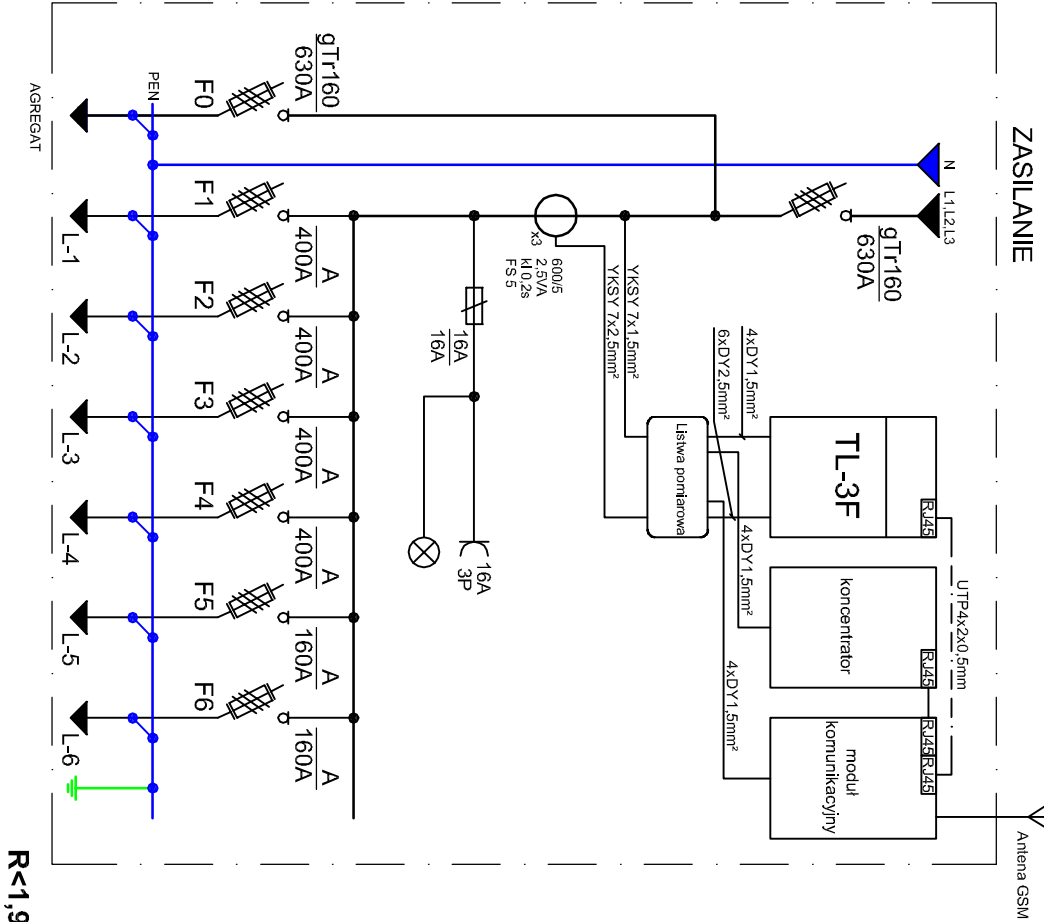 ZASILANIE
Antena GSM
N
L1,L2,L3
gTr160
630A
gTr160
630A
TL-3F
RJ45
UTP4x2x0,5mm
koncentrator
RJ45
moduł
komunikacyjny
RJ45
RJ45
4xDY1,5mm²
6xDY2,5mm²
4xDY1,5mm²
4xDY1,5mm²
Listwa pomiarowa
YKSY 7x1,5mm²
YKSY 7x2,5mm²
x3
600/5
2,5VA
kl 0,2s
FS 5
16A
16A
16A
3P
PEN
F0
F1
A
400A
F2
A
400A
F3
A
400A
F4
A
400A
F5
A
160A
F6
A
160A
AGREGAT
L-1
L-2
L-3
L-4
L-5
L-6
R<1,9